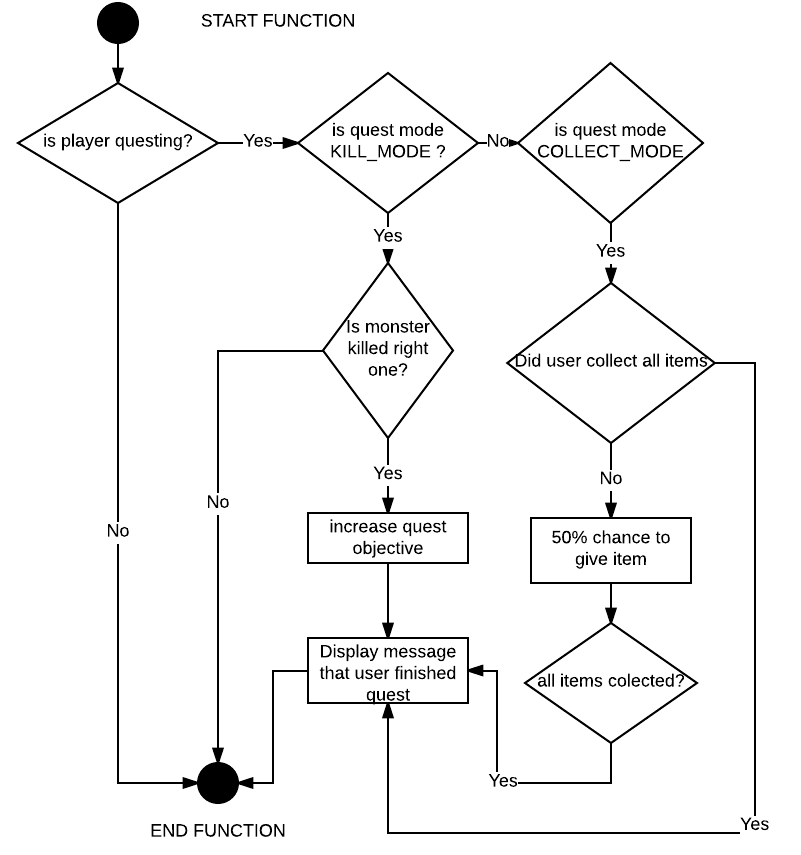 START FUNCTION
is player questing?
Yes
is quest mode
KILL_MODE ?
No
is quest mode
COLLECT_MODE
Yes
Yes
Is monster
killed right
one?
Did user collect all items
Yes
No
No
No
increase quest
objective
50% chance to
give item
Display message
that user finished
quest
all items colected?
Yes
Yes
END FUNCTION